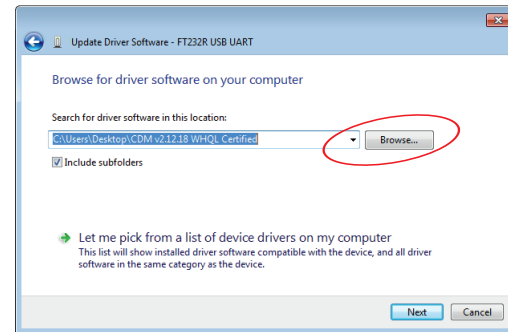 Update Driver Software - FT232R USB UART
Browse for driver software on your computer
Search for driver software in this location:
C:\Users\Desktop\CDM v2.12.18 WHQL Certified
Browse...
Include subfolders
Let me pick from a list of device drivers on my computer
This list will show installed driver software compatible with the device, and all driver
software in the same category as the device.
Next
Cancel